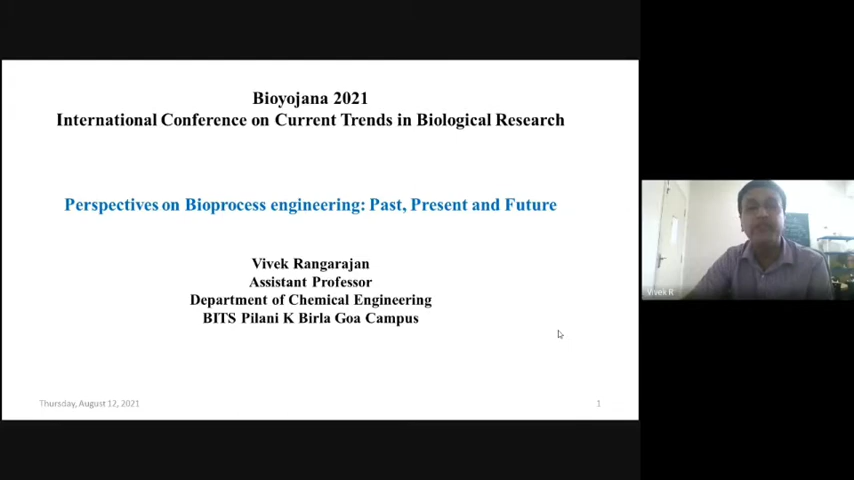 Bioyojana 2021
International Conference on Current Trends in Biological Research
Perspectives on Bioprocess engineering: Past, Present and Future
Vivek Rangarajan
Assistant Professor
Department of Chemical Engineering
BITS Pilani K Birla Goa Campus
Thursday, August 12, 2021
1
Vivek R